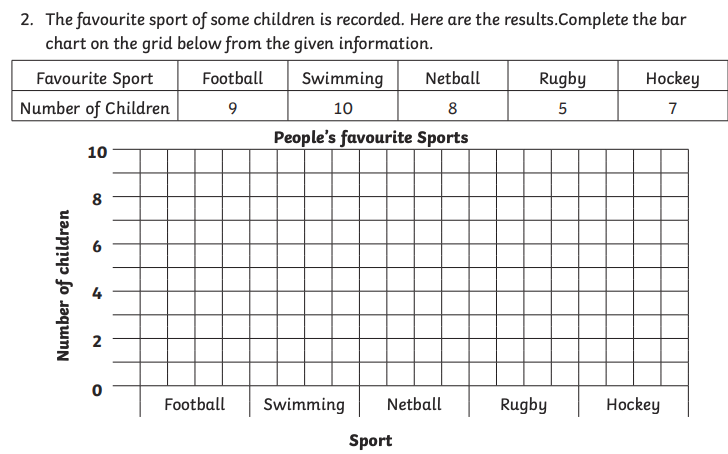 2. The favourite sport of some children is recorded. Here are the results.Complete the bar
chart on the grid below from the given information.
Favourite Sport Football Swimming Netball Rugby Hockey
Number of Children 9 10 8 5 7
People's favourite Sports
10
8
6
4
2
0
Number of children
Football Swimming Netball Rugby Hockey
Sport